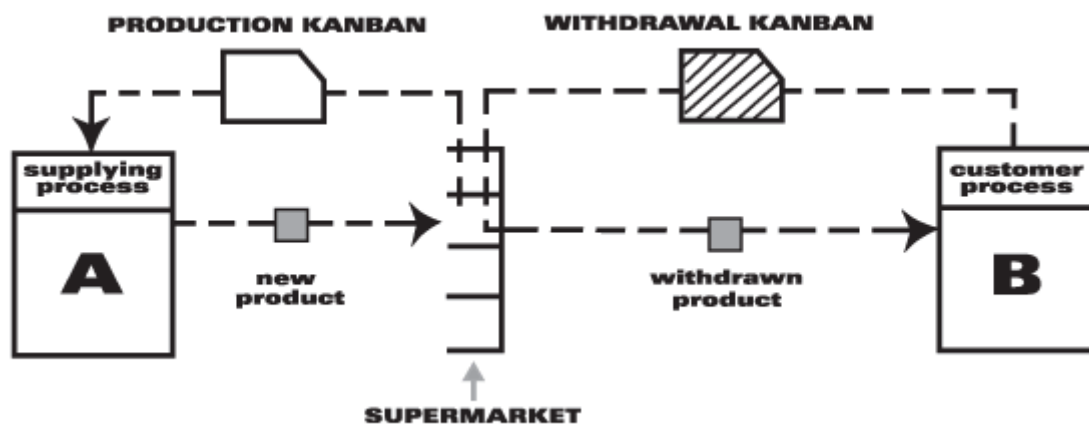 PRODUCTION KANBAN
WITHDRAWAL KANBAN
supplying
process
A
new
product
SUPERMARKET
withdrawn
product
customer
process
B